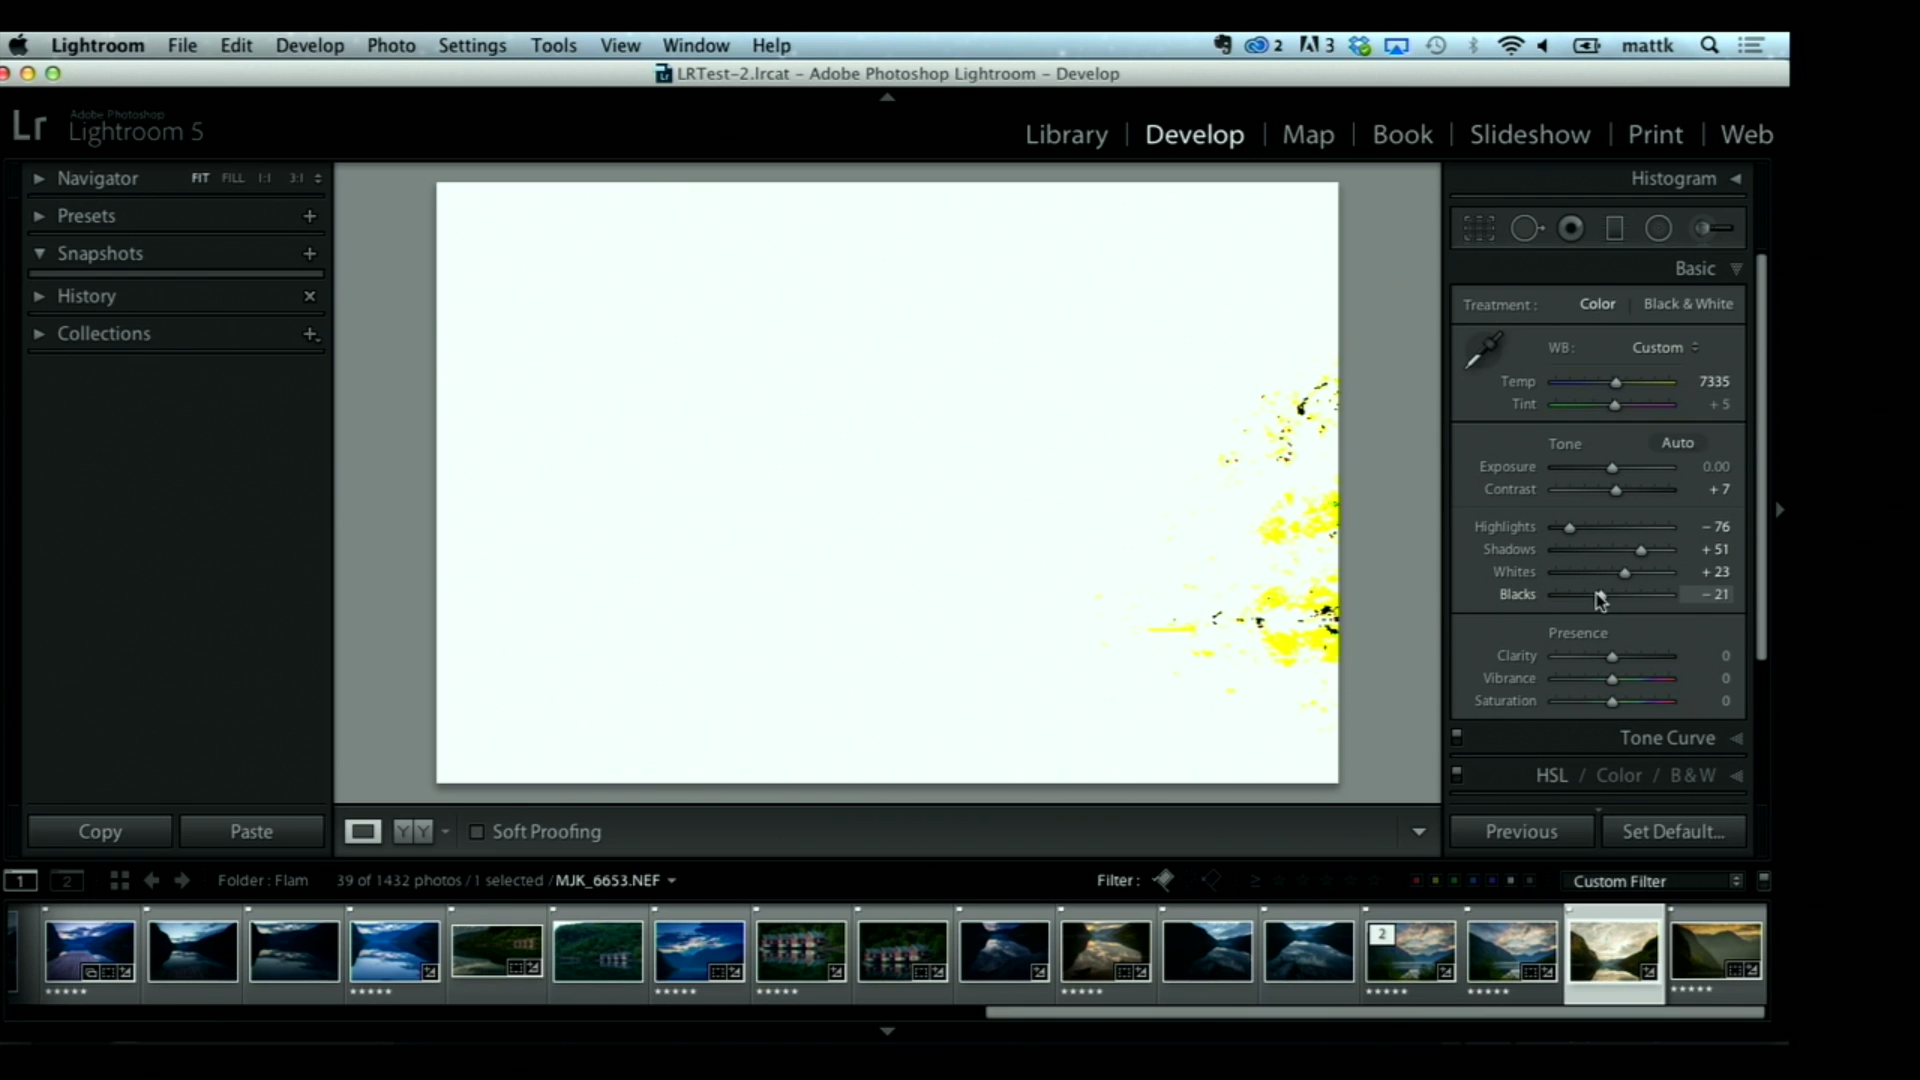 Lightroom File Edit Develop Photo Settings Tools View Window Help 2 3 mattk
LRTest-2.lrcat - Adobe Photoshop Lightroom - Develop
Adobe Photoshop
Lr Lightroom 5
Library | Develop | Map | Book | Slideshow | Print | Web
Navigator FIT FILL 1:1 3:1
Presets +
Snapshots +
History ×
Collections +
Histogram
Basic
Treatment : Color | Black & White
WB: Custom
Temp 7335
Tint + 5
Tone Auto
Exposure 0.00
Contrast + 7
Highlights - 76
Shadows + 51
Whites + 23
Blacks - 21
Presence
Clarity 0
Vibrance 0
Saturation 0
Tone Curve
HSL / Color / B & W
Copy Paste YY Soft Proofing Previous Set Default...
1 2 Folder : Flam 39 of 1432 photos / 1 selected / MJK_6653.NEF Filter : Custom Filter
2